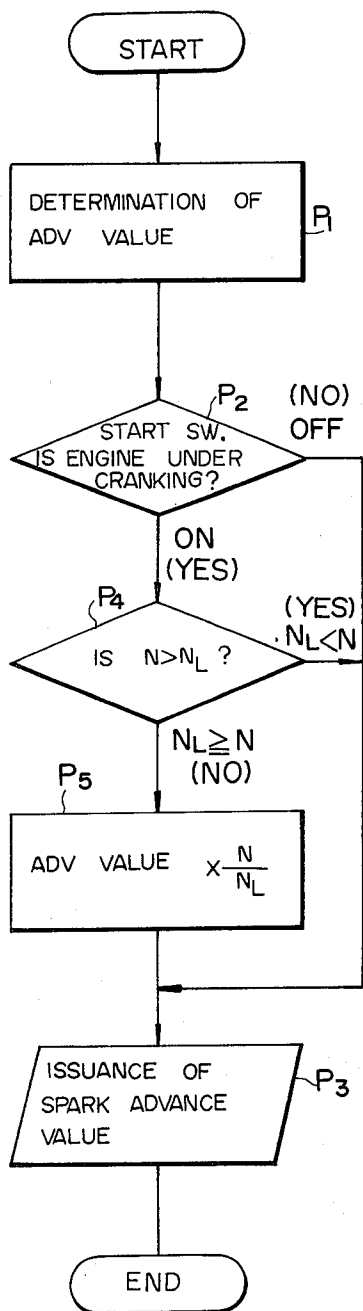 START
DETERMINATION OF
ADV VALUE
P1
P2
(NO)
OFF
START SW.
IS ENGINE UNDER
CRANKING?
ON
(YES)
P4
(YES)
NL<N
IS N>NL ?
NL≧N
(NO)
P5
ADV VALUE × N/NL
ISSUANCE OF
SPARK ADVANCE
VALUE
P3
END